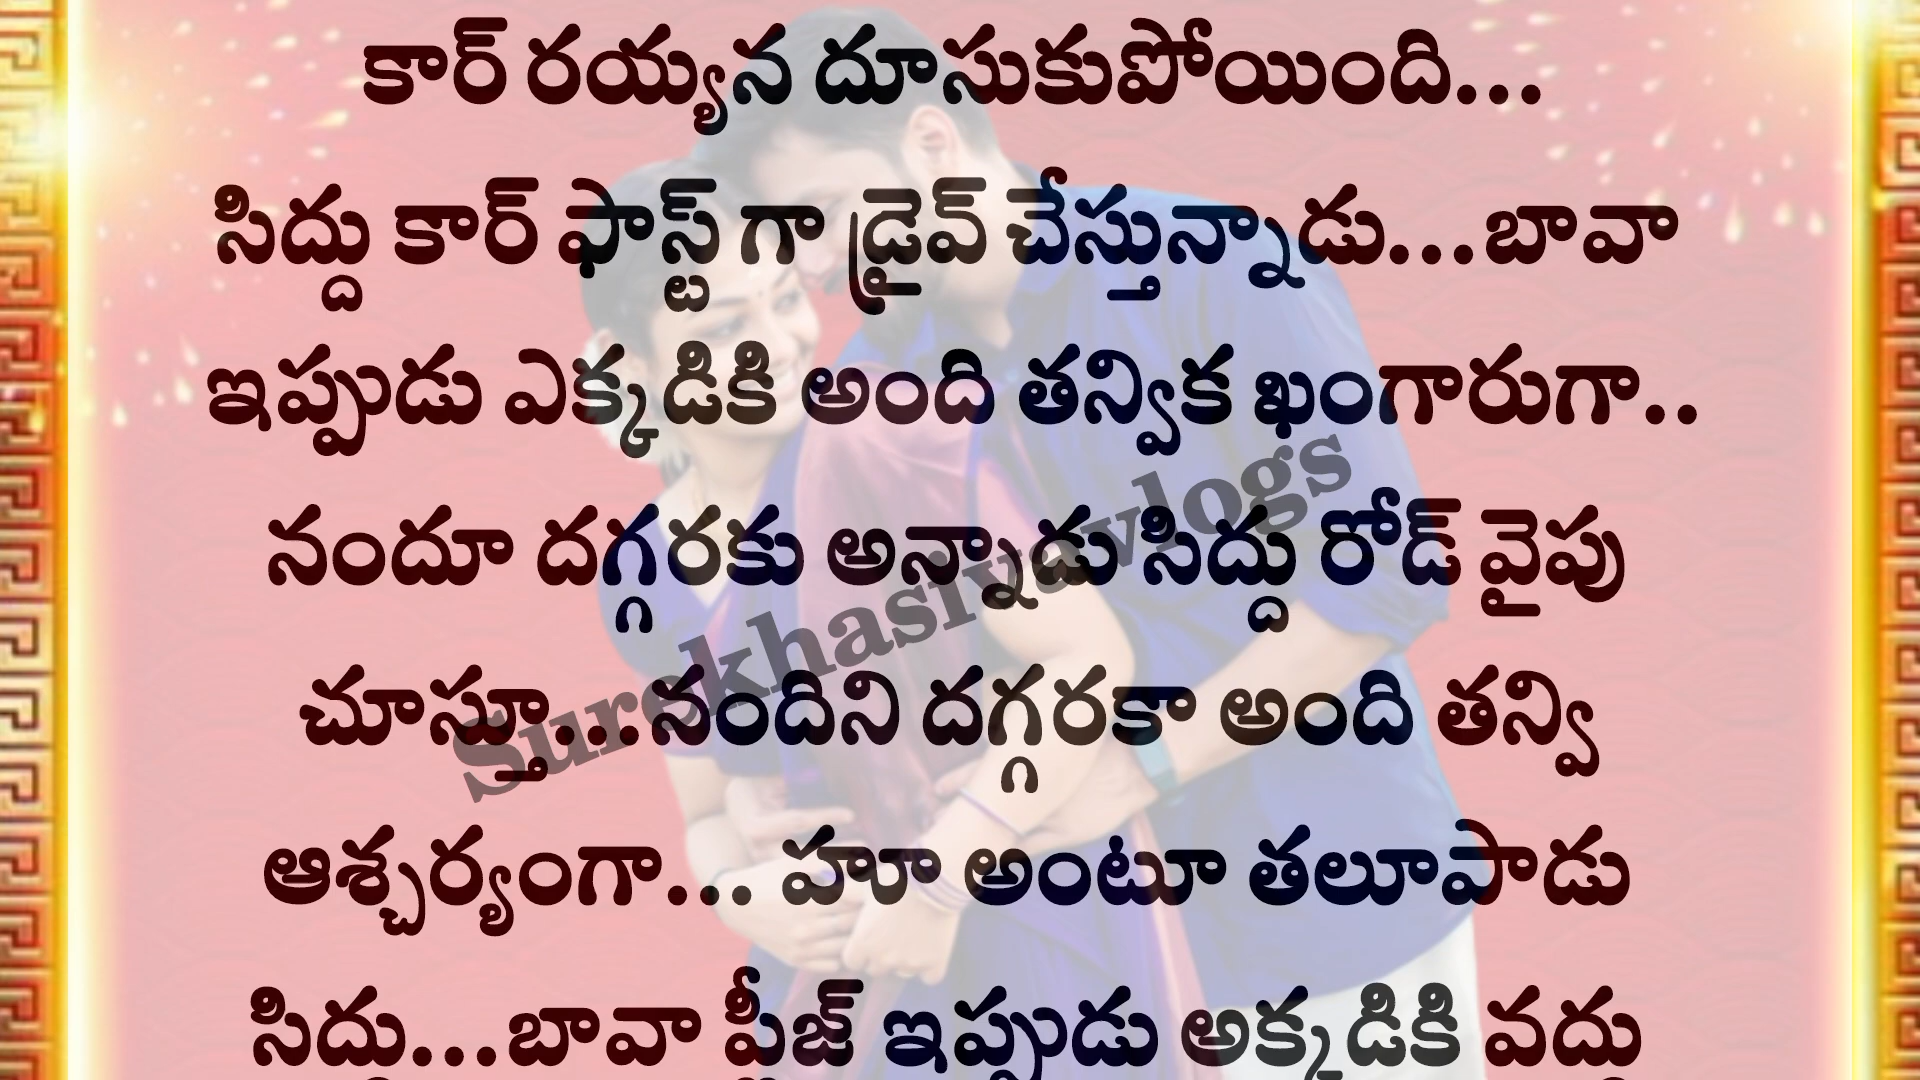 కార్ రయ్యన దూసుకుపోయింది...
సిద్దు కార్ ఫాస్ట్ గా డ్రైవ్ చేస్తున్నాడు...బావా
ఇప్పుడు ఎక్కడికి అంది తన్విక ఖంగారుగా..
నందూ దగ్గరకు అన్నాడు సిద్దు రోడ్ వైపు
చూస్తూ...నందిని దగ్గరకా అంది తన్వి
ఆశ్చర్యంగా... హూ అంటూ తలూపాడు
సిద్దు...బావా ప్లీజ్ ఇప్పుడు అక్కడికి వద్దు
Surekhasivavlogs